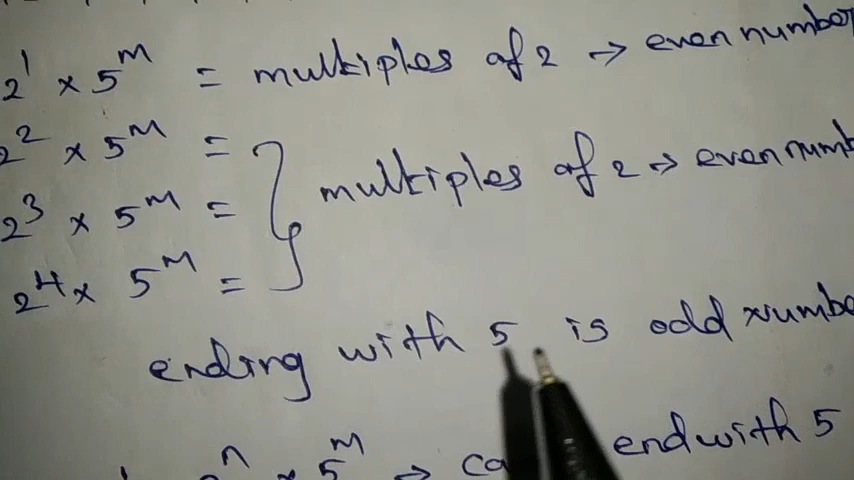 2¹ × 5ᴹ = multiples of 2 → even number
2² × 5ᴹ =
2³ × 5ᴹ = } multiples of 2 → even numb
2⁴ × 5ᴹ =
ending with 5 is odd numbe
2ⁿ × 5ᴹ → end with 5